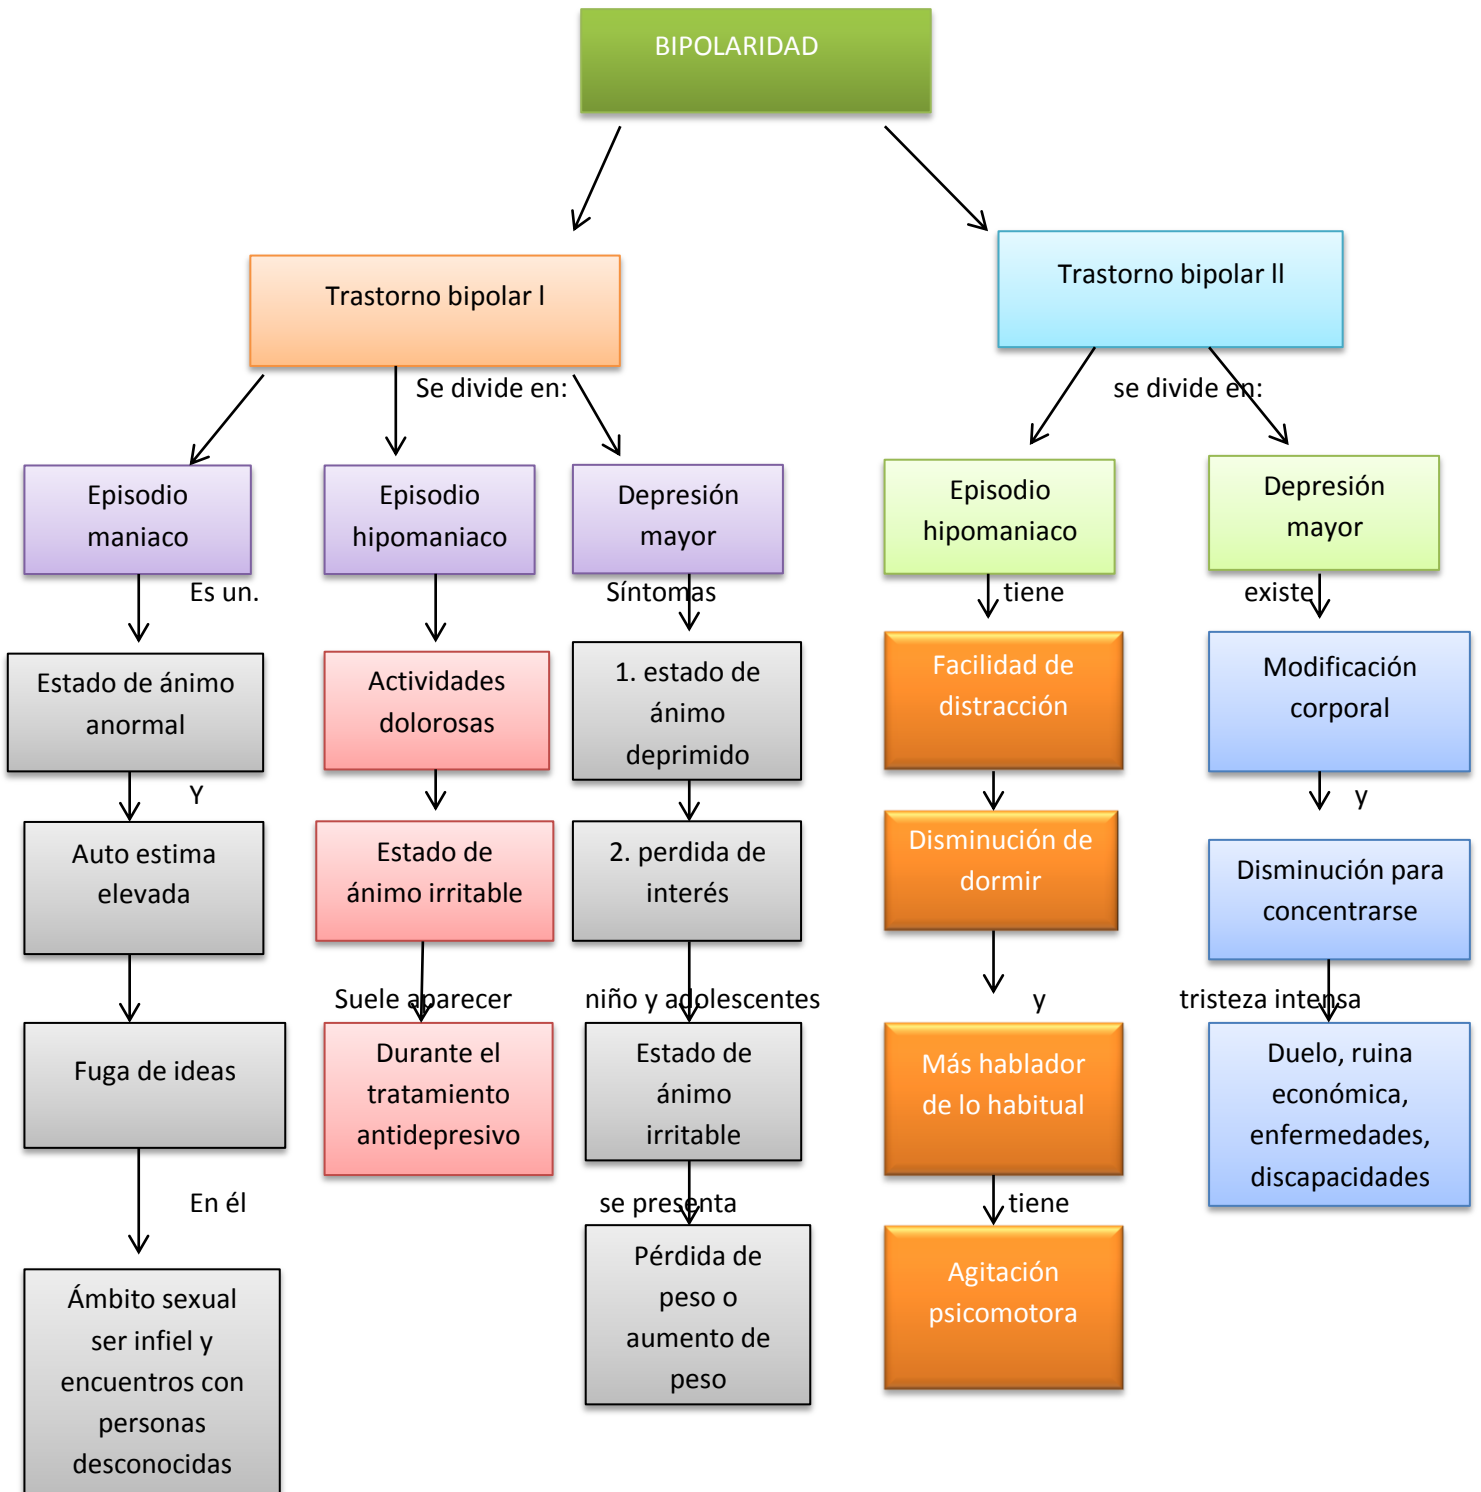 BIPOLARIDAD
Trastorno bipolar l
Trastorno bipolar ll
Se divide en:
se divide en:
Episodio
maniaco
Episodio
hipomaniaco
Depresión
mayor
Episodio
hipomaniaco
Depresión
mayor
Es un.
Síntomas
tiene
existe
Estado de ánimo
anormal
Actividades
dolorosas
1. estado de
ánimo
deprimido
Facilidad de
distracción
Modificación
corporal
Y
y
Auto estima
elevada
Estado de
ánimo irritable
2. perdida de
interés
Disminución de
dormir
Disminución para
concentrarse
Suele aparecer
niño y adolescentes
y
tristeza intensa
Fuga de ideas
Durante el
tratamiento
antidepresivo
Estado de
ánimo
irritable
Más hablador
de lo habitual
Duelo, ruina
económica,
enfermedades,
discapacidades
En él
se presenta
tiene
Ámbito sexual
ser infiel y
encuentros con
personas
desconocidas
Pérdida de
peso o
aumento de
peso
Agitación
psicomotora